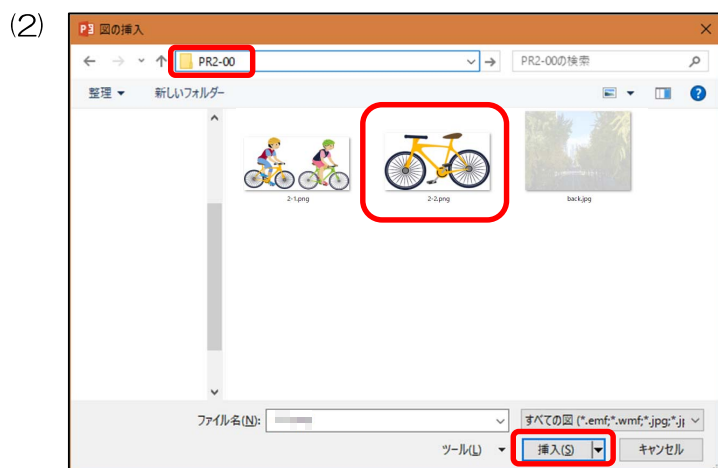 (2)
図の挿入
PR2-00
PR2-00の検索
整理 新しいフォルダー
2-1.png 2-2.png back.jpg
ファイル名(N): すべての図 (*.emf;*.wmf;*.jpg;*.j
ツール(L) 挿入(S) キャンセル